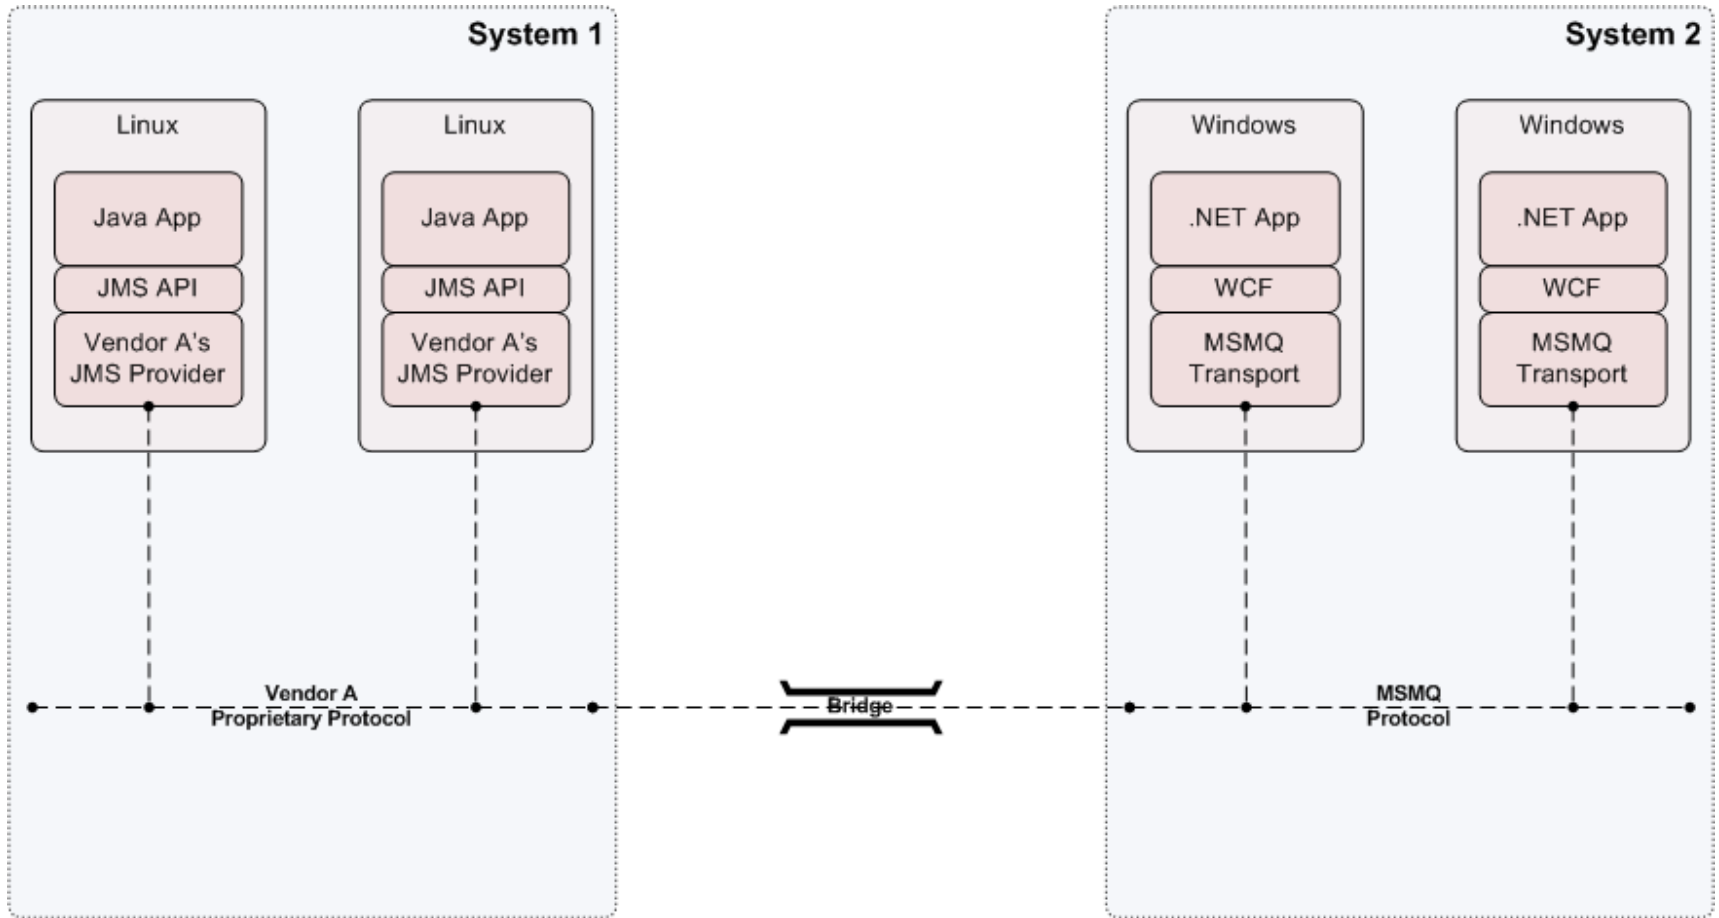 System 1
Linux
Java App
JMS API
Vendor A's
JMS Provider
Linux
Java App
JMS API
Vendor A's
JMS Provider
Vendor A
Proprietary Protocol
Bridge
System 2
Windows
.NET App
WCF
MSMQ
Transport
Windows
.NET App
WCF
MSMQ
Transport
MSMQ
Protocol